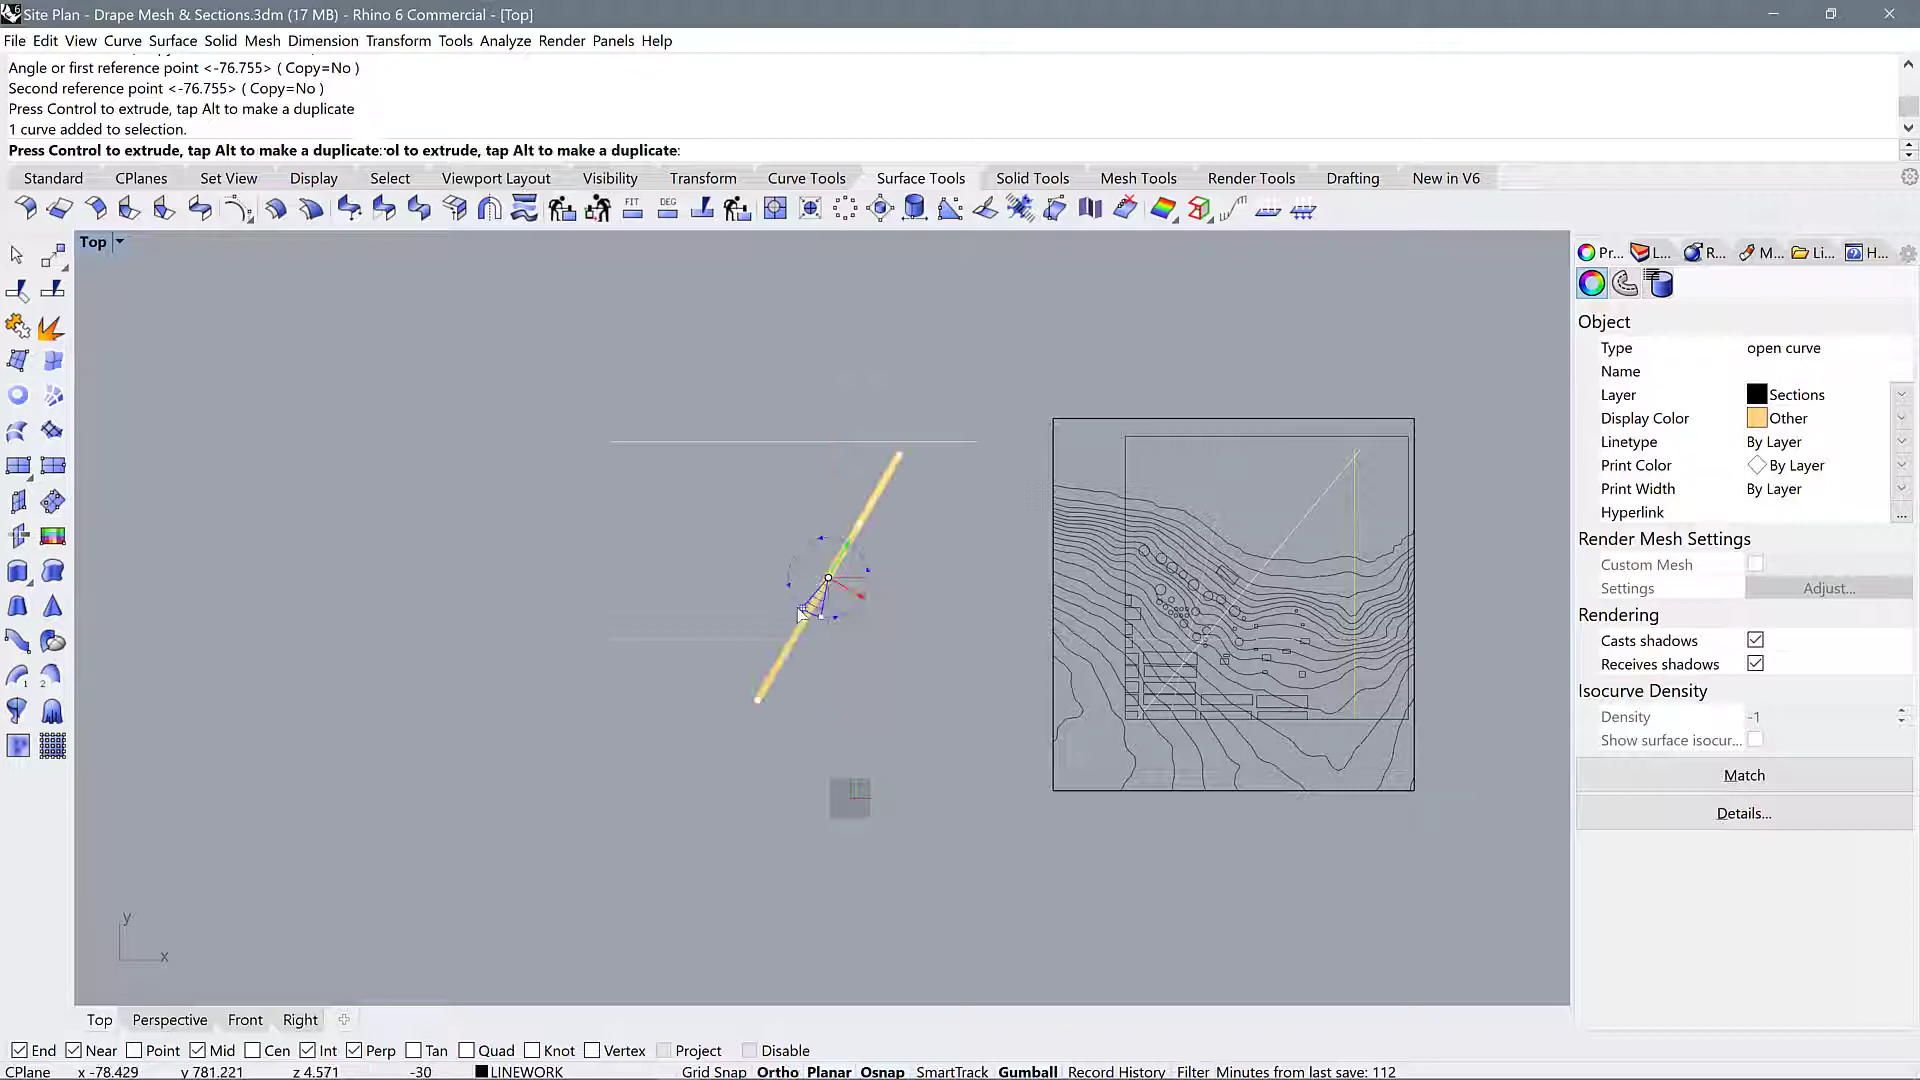 Site Plan - Drape Mesh & Sections.3dm (17 MB) - Rhino 6 Commercial - [Top]
File Edit View Curve Surface Solid Mesh Dimension Transform Tools Analyze Render Panels Help
Angle or first reference point <-76.755> ( Copy=No )
Second reference point <-76.755> ( Copy=No )
Press Control to extrude, tap Alt to make a duplicate
1 curve added to selection.
Press Control to extrude, tap Alt to make a duplicate:ol to extrude, tap Alt to make a duplicate:
Standard CPlanes Set View Display Select Viewport Layout Visibility Transform Curve Tools Surface Tools Solid Tools Mesh Tools Render Tools Drafting New in V6
FIT DEG
Top
Pr... L... R... M... Li... H...
Object
Type open curve
Name
Layer Sections
Display Color Other
Linetype By Layer
Print Color By Layer
Print Width By Layer
Hyperlink ...
Render Mesh Settings
Custom Mesh
Settings Adjust...
Rendering
Casts shadows
Receives shadows
Isocurve Density
Density -1
Show surface isocur...
Match
Details...
y
x
Top Perspective Front Right
End Near Point Mid Cen Int Perp Tan Quad Knot Vertex Project Disable
CPlane x -78.429 y 781.221 z 4.571 -30 LINEWORK Grid Snap Ortho Planar Osnap SmartTrack Gumball Record History Filter Minutes from last save: 112